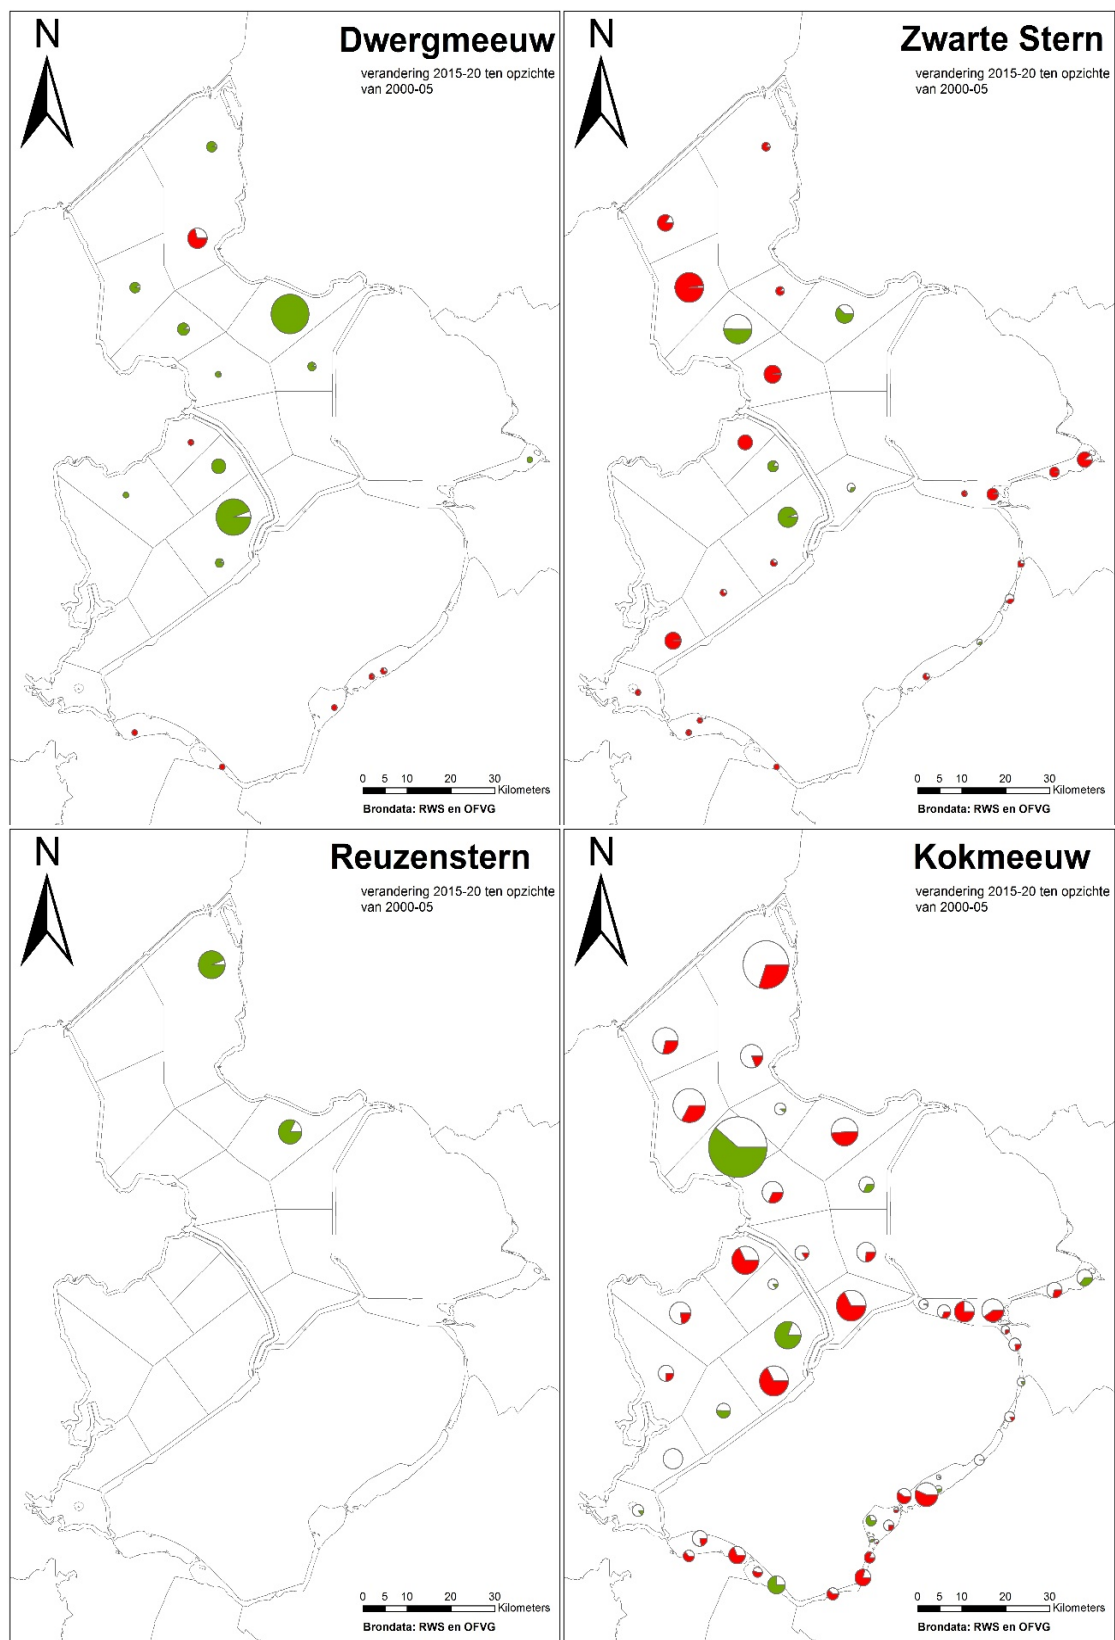 N
Dwergmeeuw
verandering 2015-20 ten opzichte
van 2000-05
0 5 10 20 30
Kilometers
Brondata: RWS en OFVG
N
Zwarte Stern
verandering 2015-20 ten opzichte
van 2000-05
0 5 10 20 30
Kilometers
Brondata: RWS en OFVG
N
Reuzenstern
verandering 2015-20 ten opzichte
van 2000-05
0 5 10 20 30
Kilometers
Brondata: RWS en OFVG
N
Kokmeeuw
verandering 2015-20 ten opzichte
van 2000-05
0 5 10 20 30
Kilometers
Brondata: RWS en OFVG